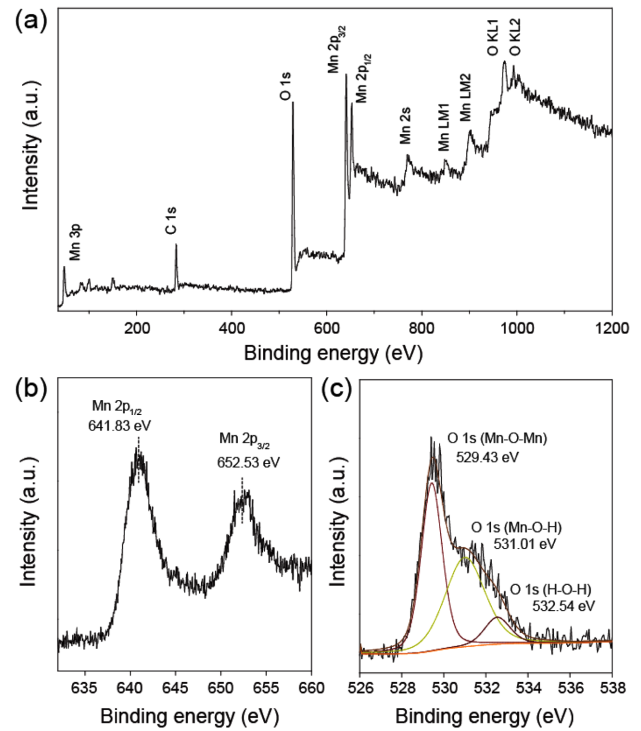 (a)
Intensity (a.u.)
Mn 3p
C 1s
O 1s
Mn 2p3/2
Mn 2p1/2
Mn 2s
Mn LM1
Mn LM2
O KL1
O KL2
200 400 600 800 1000 1200
Binding energy (eV)
(b)
Intensity (a.u.)
Mn 2p1/2
641.83 eV
Mn 2p3/2
652.53 eV
635 640 645 650 655 660
Binding energy (eV)
(c)
Intensity (a.u.)
O 1s (Mn-O-Mn)
529.43 eV
O 1s (Mn-O-H)
531.01 eV
O 1s (H-O-H)
532.54 eV
526 528 530 532 534 536 538
Binding energy (eV)